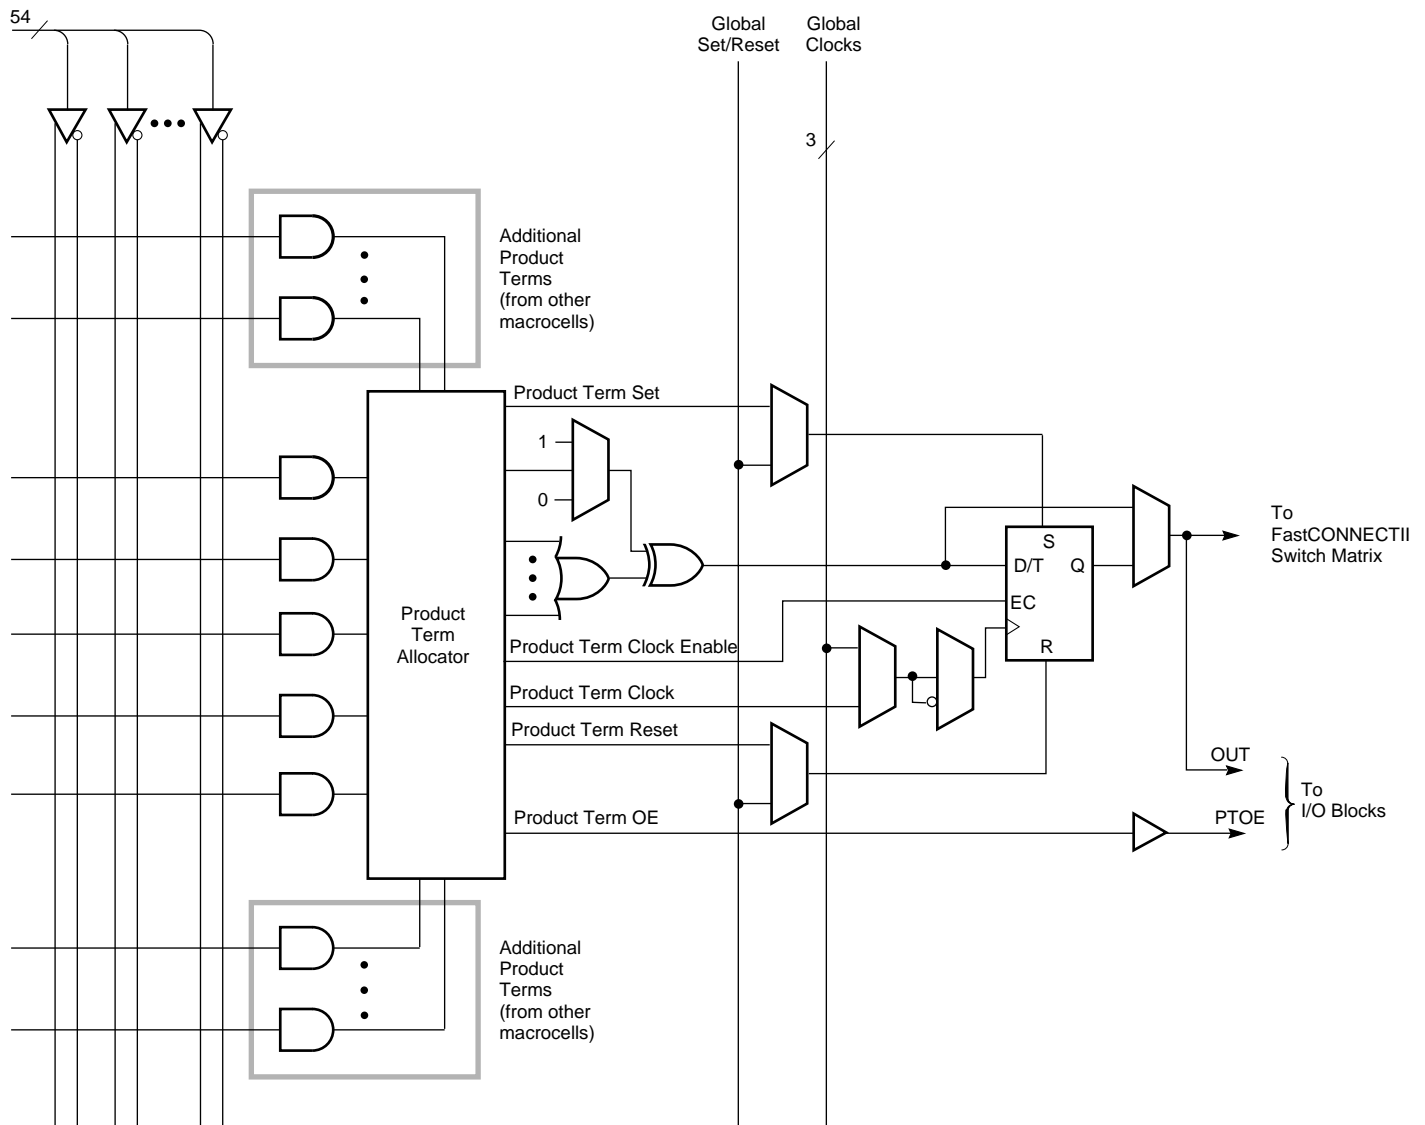 54
Global
Set/Reset
Global
Clocks
3
Additional
Product
Terms
(from other
macrocells)
Product Term Set
1
0
Product
Term
Allocator
S
D/T
Q
EC
R
To
FastCONNECTII
Switch Matrix
Product Term Clock Enable
Product Term Clock
Product Term Reset
Product Term OE
OUT
PTOE
To
I/O Blocks
Additional
Product
Terms
(from other
macrocells)